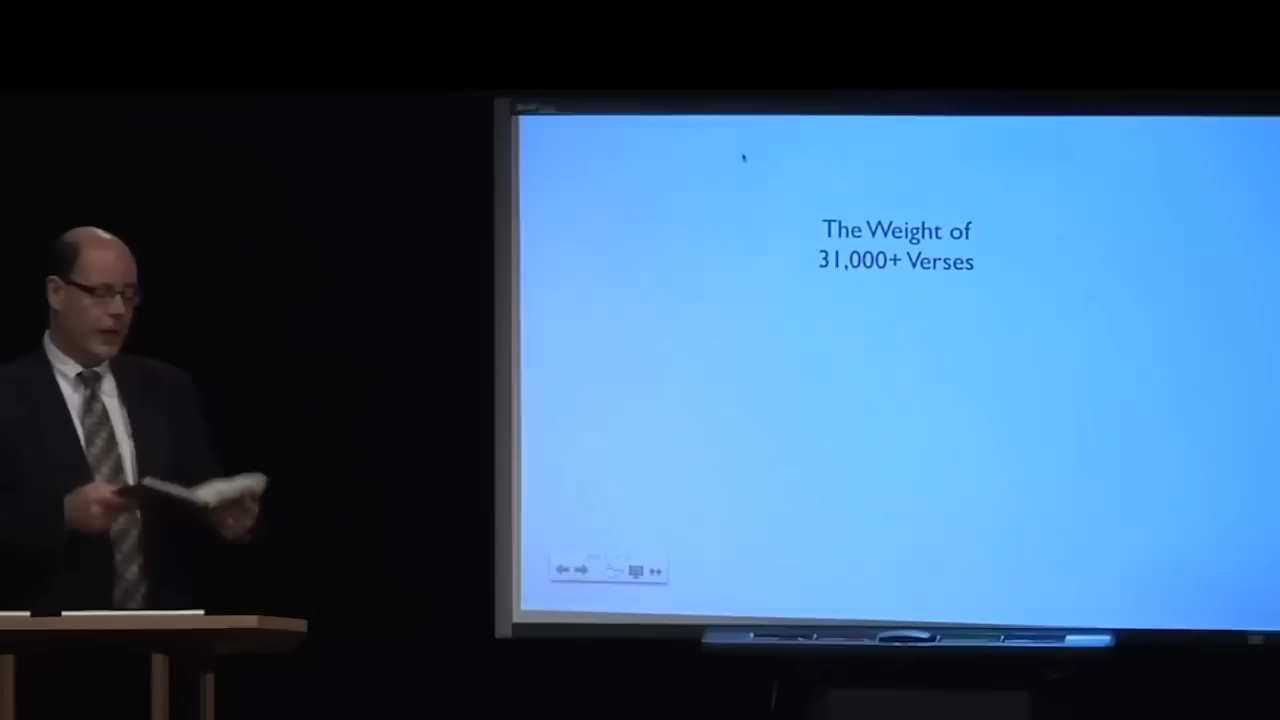 The Weight of
31,000+ Verses